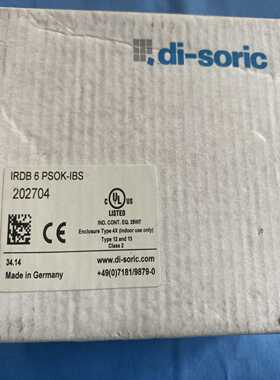 di-soric
IRDB 6 PSOK-IBS
202704
C UL US
LISTED
IND. CONT. EQ. 39WT
Enclosure Type 4X (indoor use only)
Type 12 and 13
Class 2
34.14
Made in Germany
www.di-soric.com
+49(0)7181/9879-0